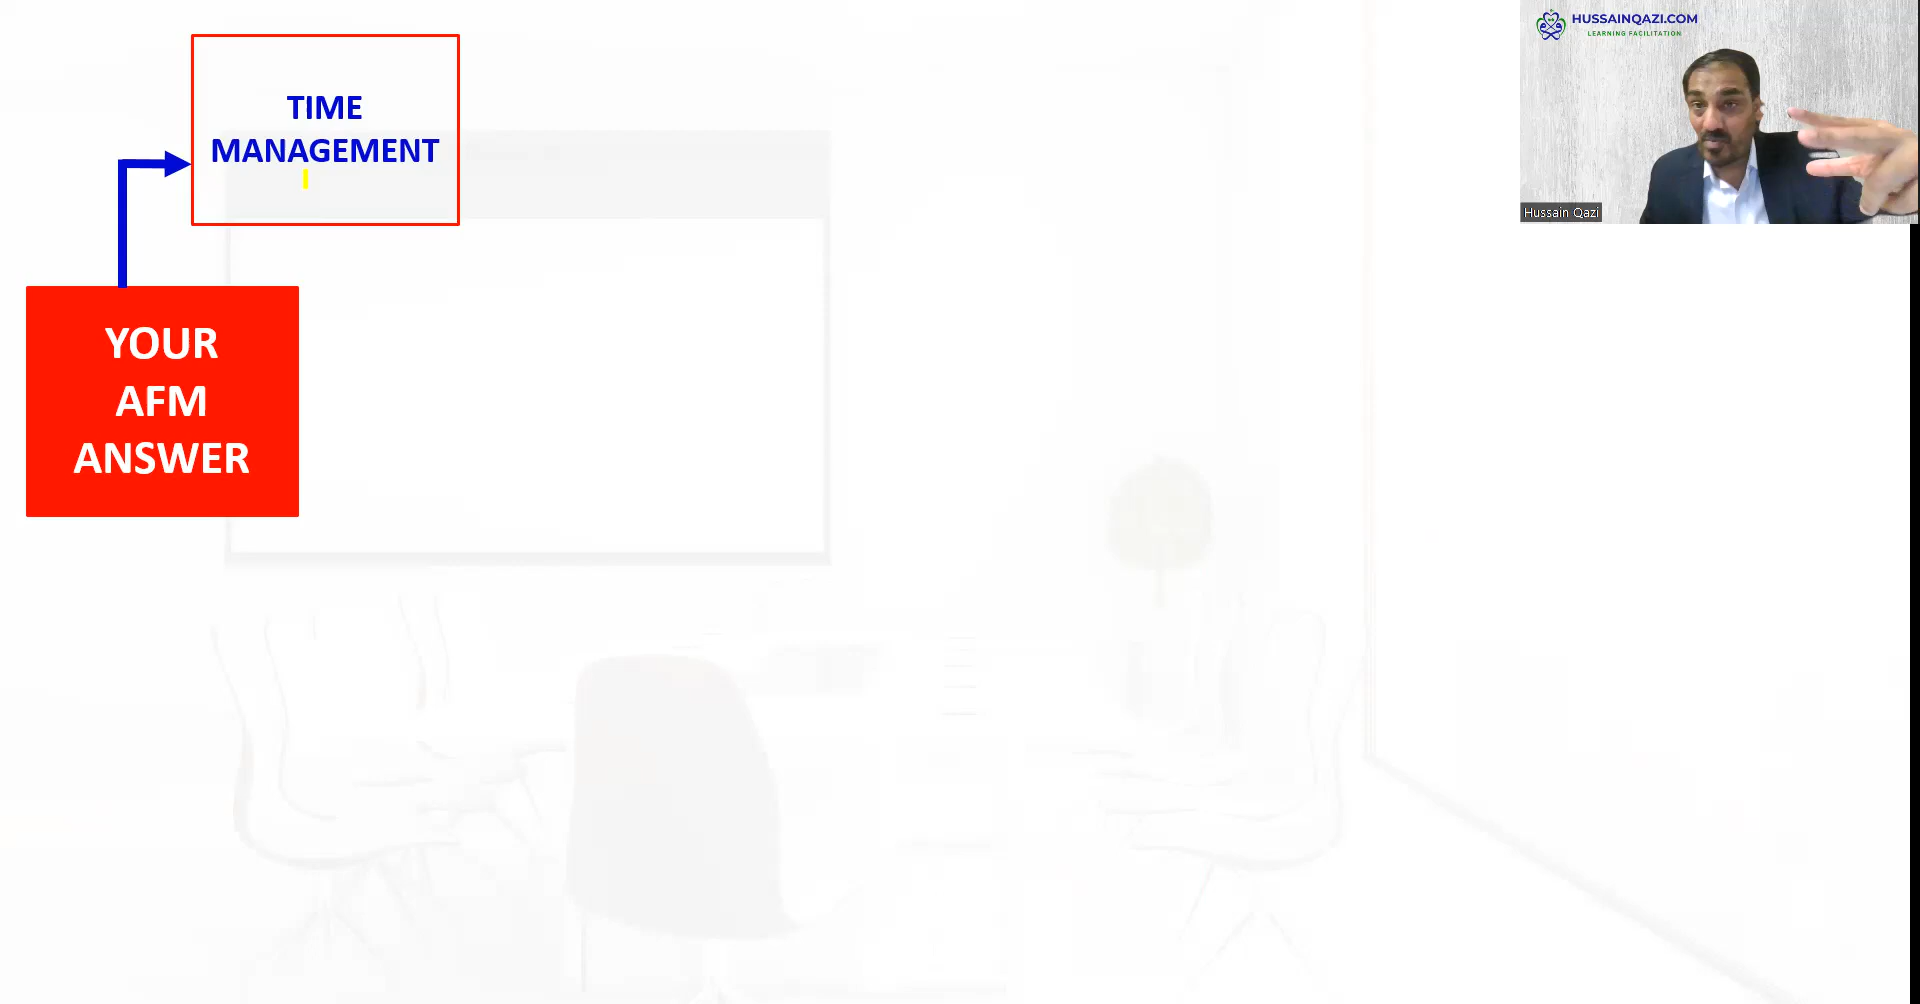 TIME
MANAGEMENT
YOUR
AFM
ANSWER
HUSSAINQAZI.COM
LEARNING FACILITATION
Hussain Qazi